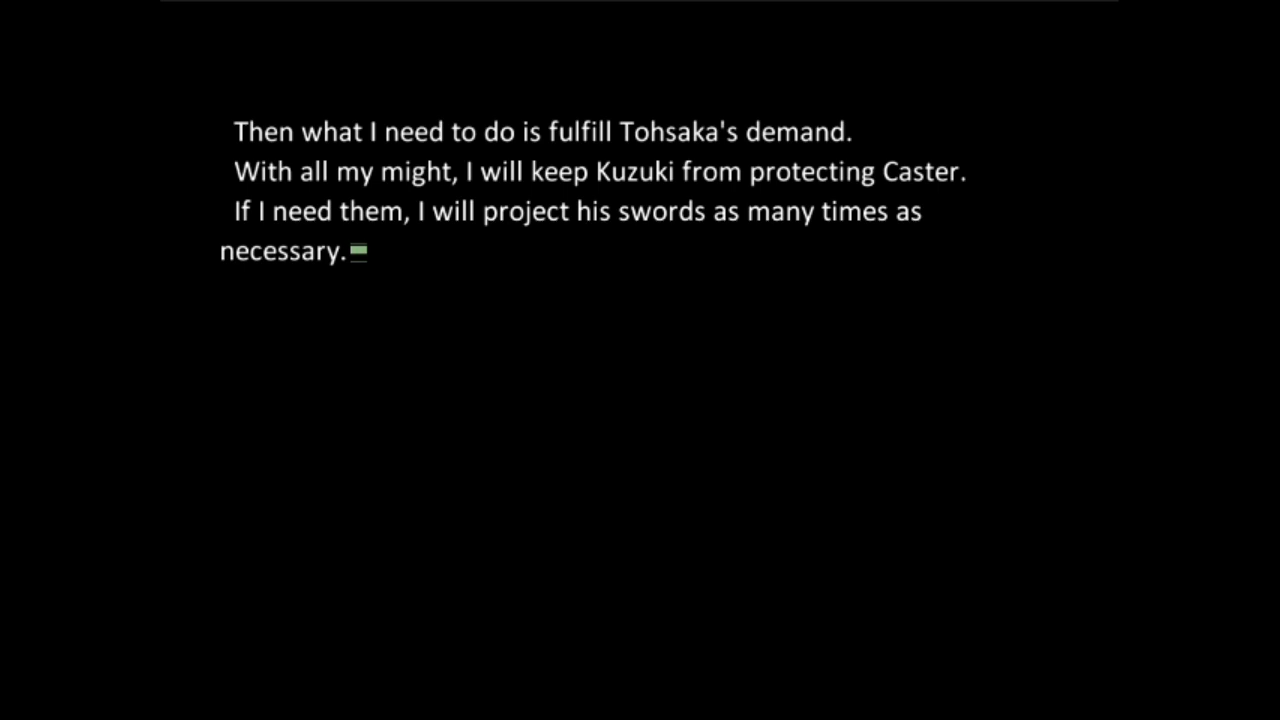 Then what I need to do is fulfill Tohsaka's demand.
With all my might, I will keep Kuzuki from protecting Caster.
If I need them, I will project his swords as many times as
necessary.